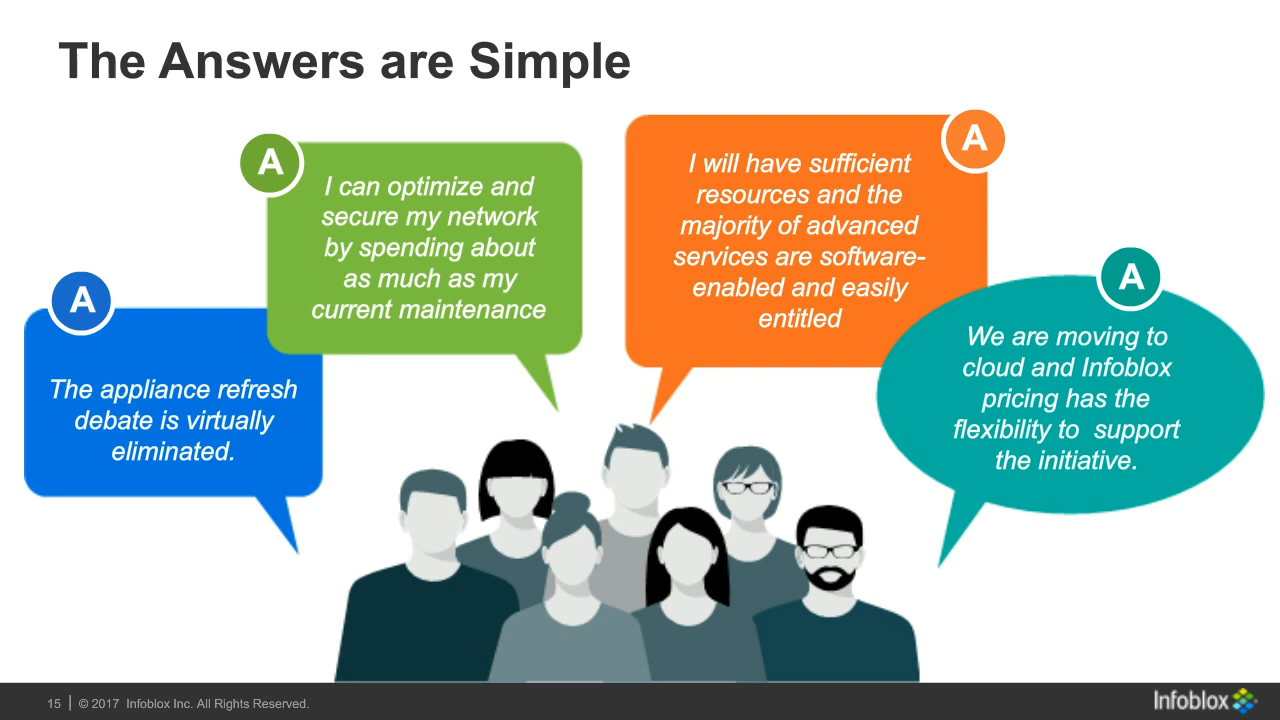 The Answers are Simple
A
The appliance refresh
debate is virtually
eliminated.
A
I can optimize and
secure my network
by spending about
as much as my
current maintenance
A
I will have sufficient
resources and the
majority of advanced
services are software-
enabled and easily
entitled
A
We are moving to
cloud and Infoblox
pricing has the
flexibility to  support
the initiative.
15 | © 2017 Infoblox Inc. All Rights Reserved.
Infoblox